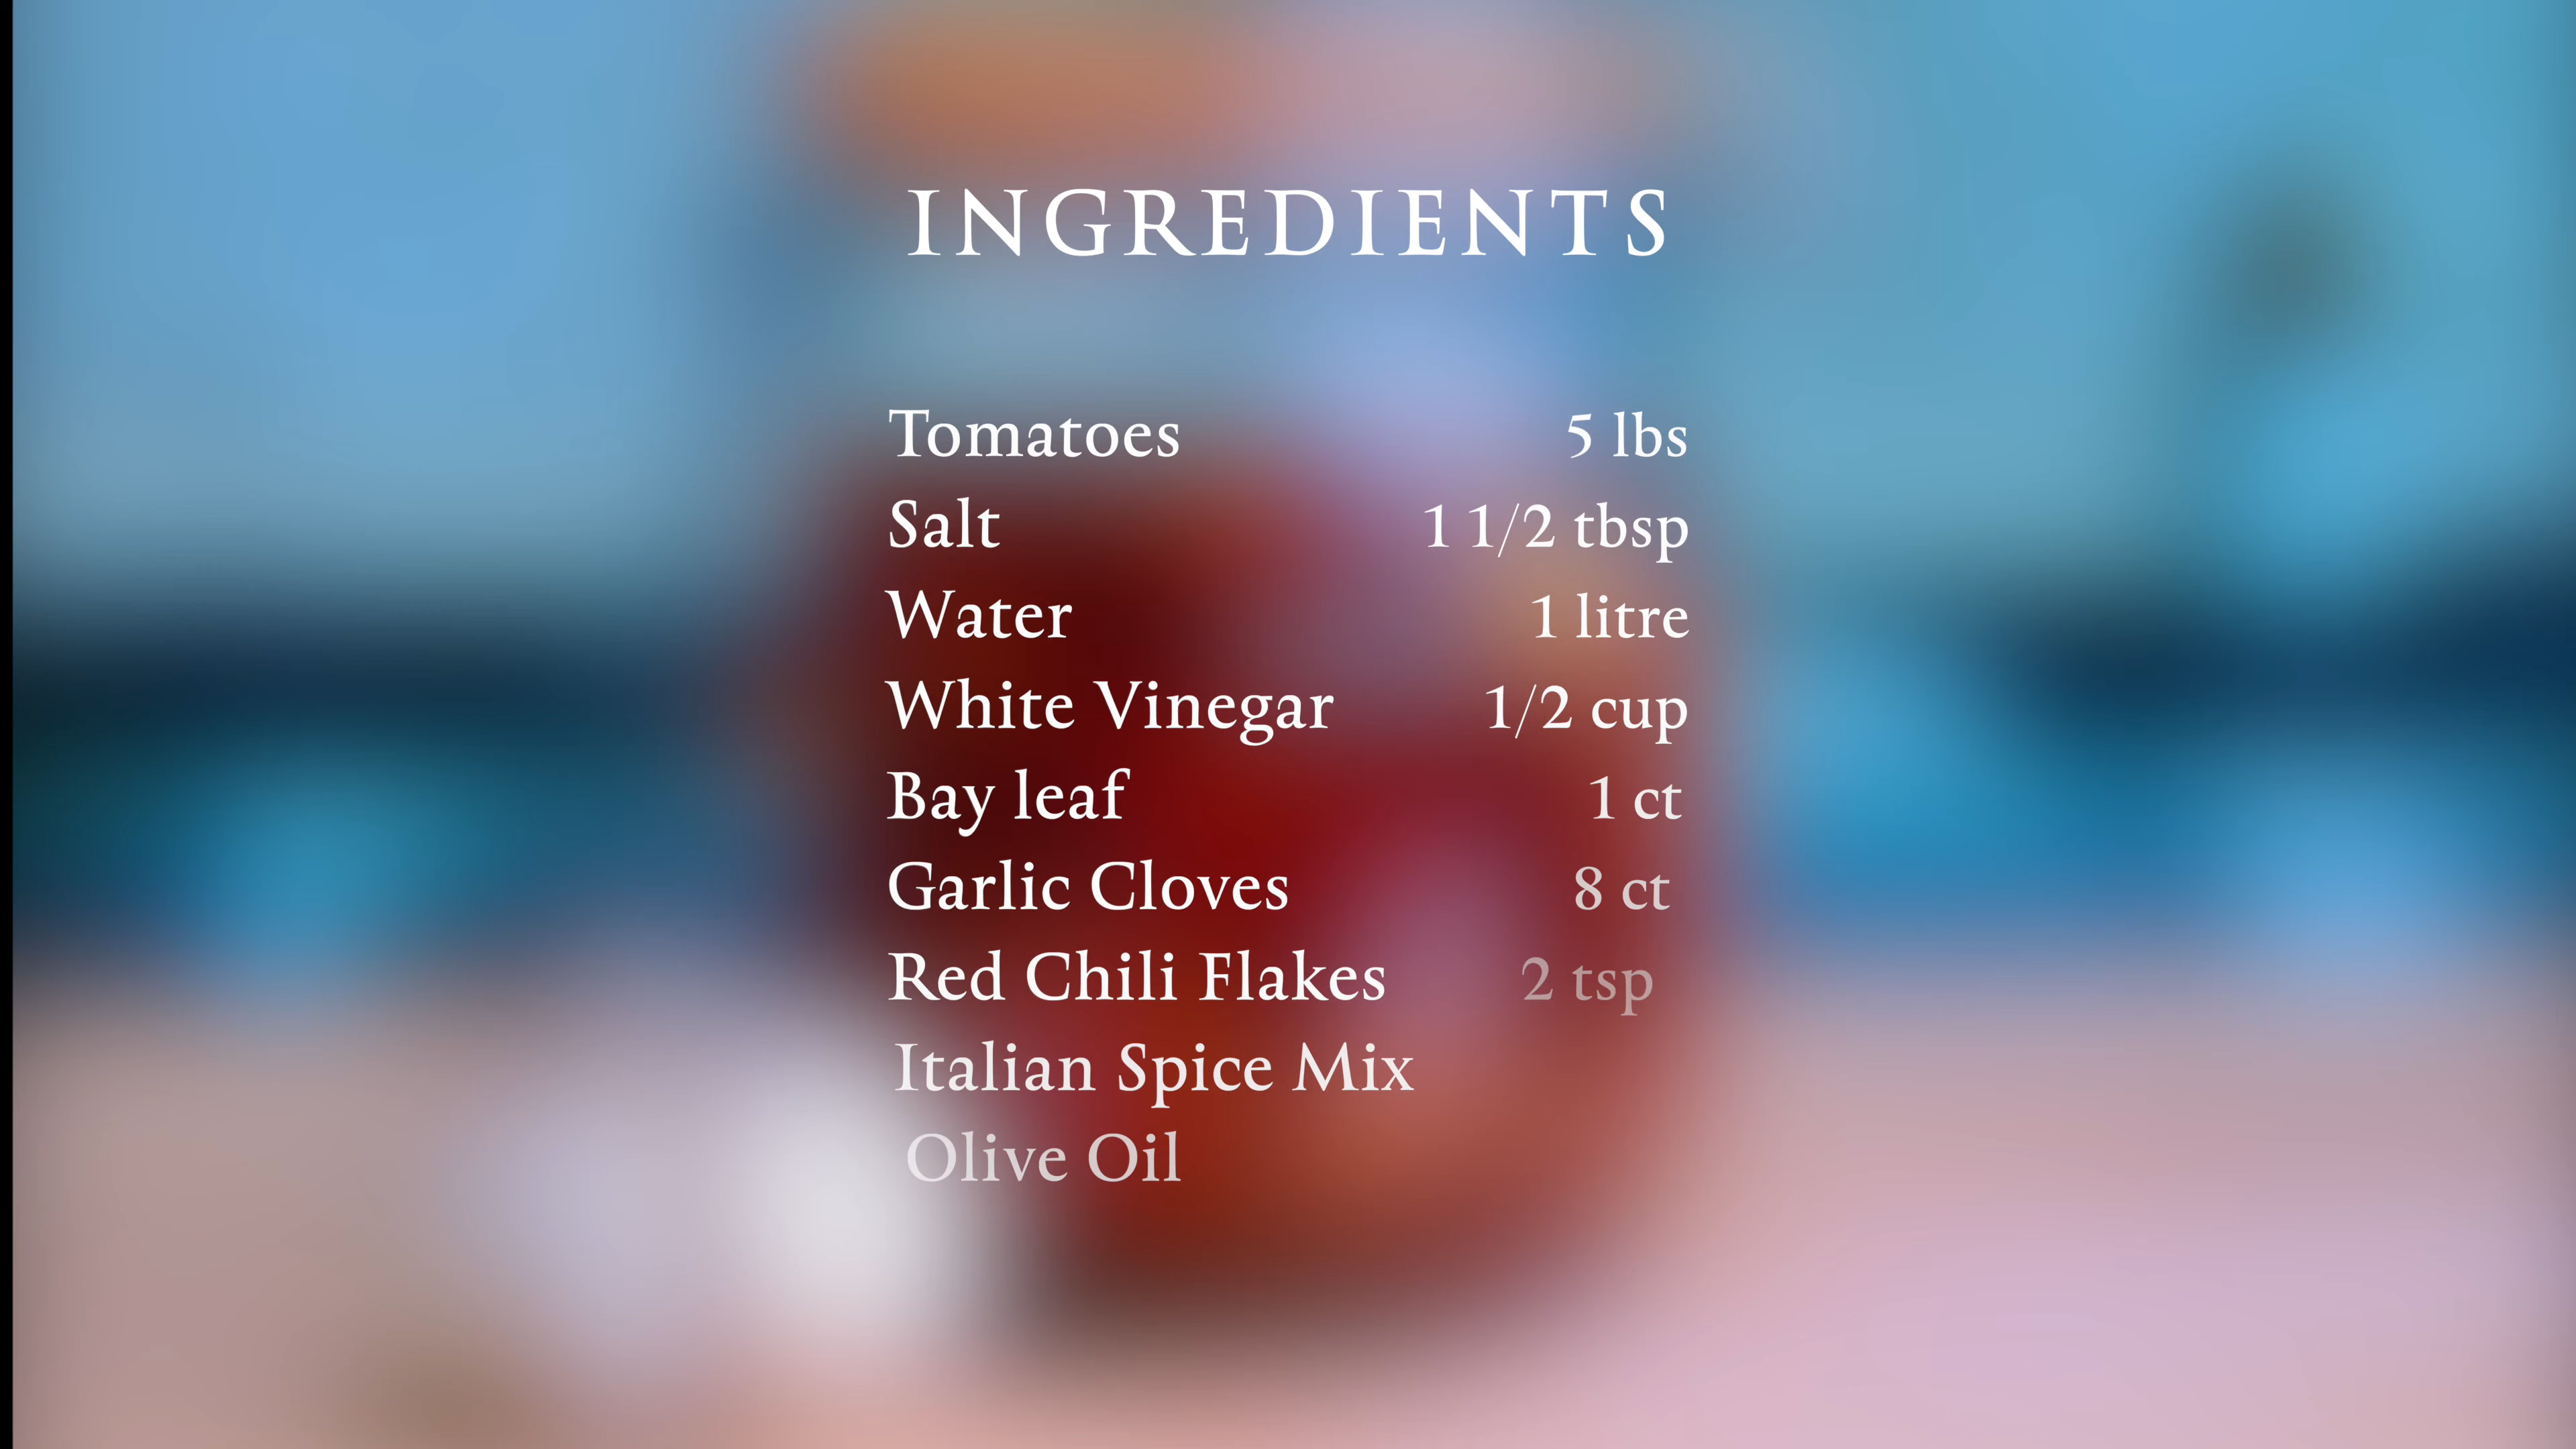 INGREDIENTS
Tomatoes 5 lbs
Salt 1 1/2 tbsp
Water 1 litre
White Vinegar 1/2 cup
Bay leaf 1 ct
Garlic Cloves 8 ct
Red Chili Flakes 2 tsp
Italian Spice Mix
Olive Oil